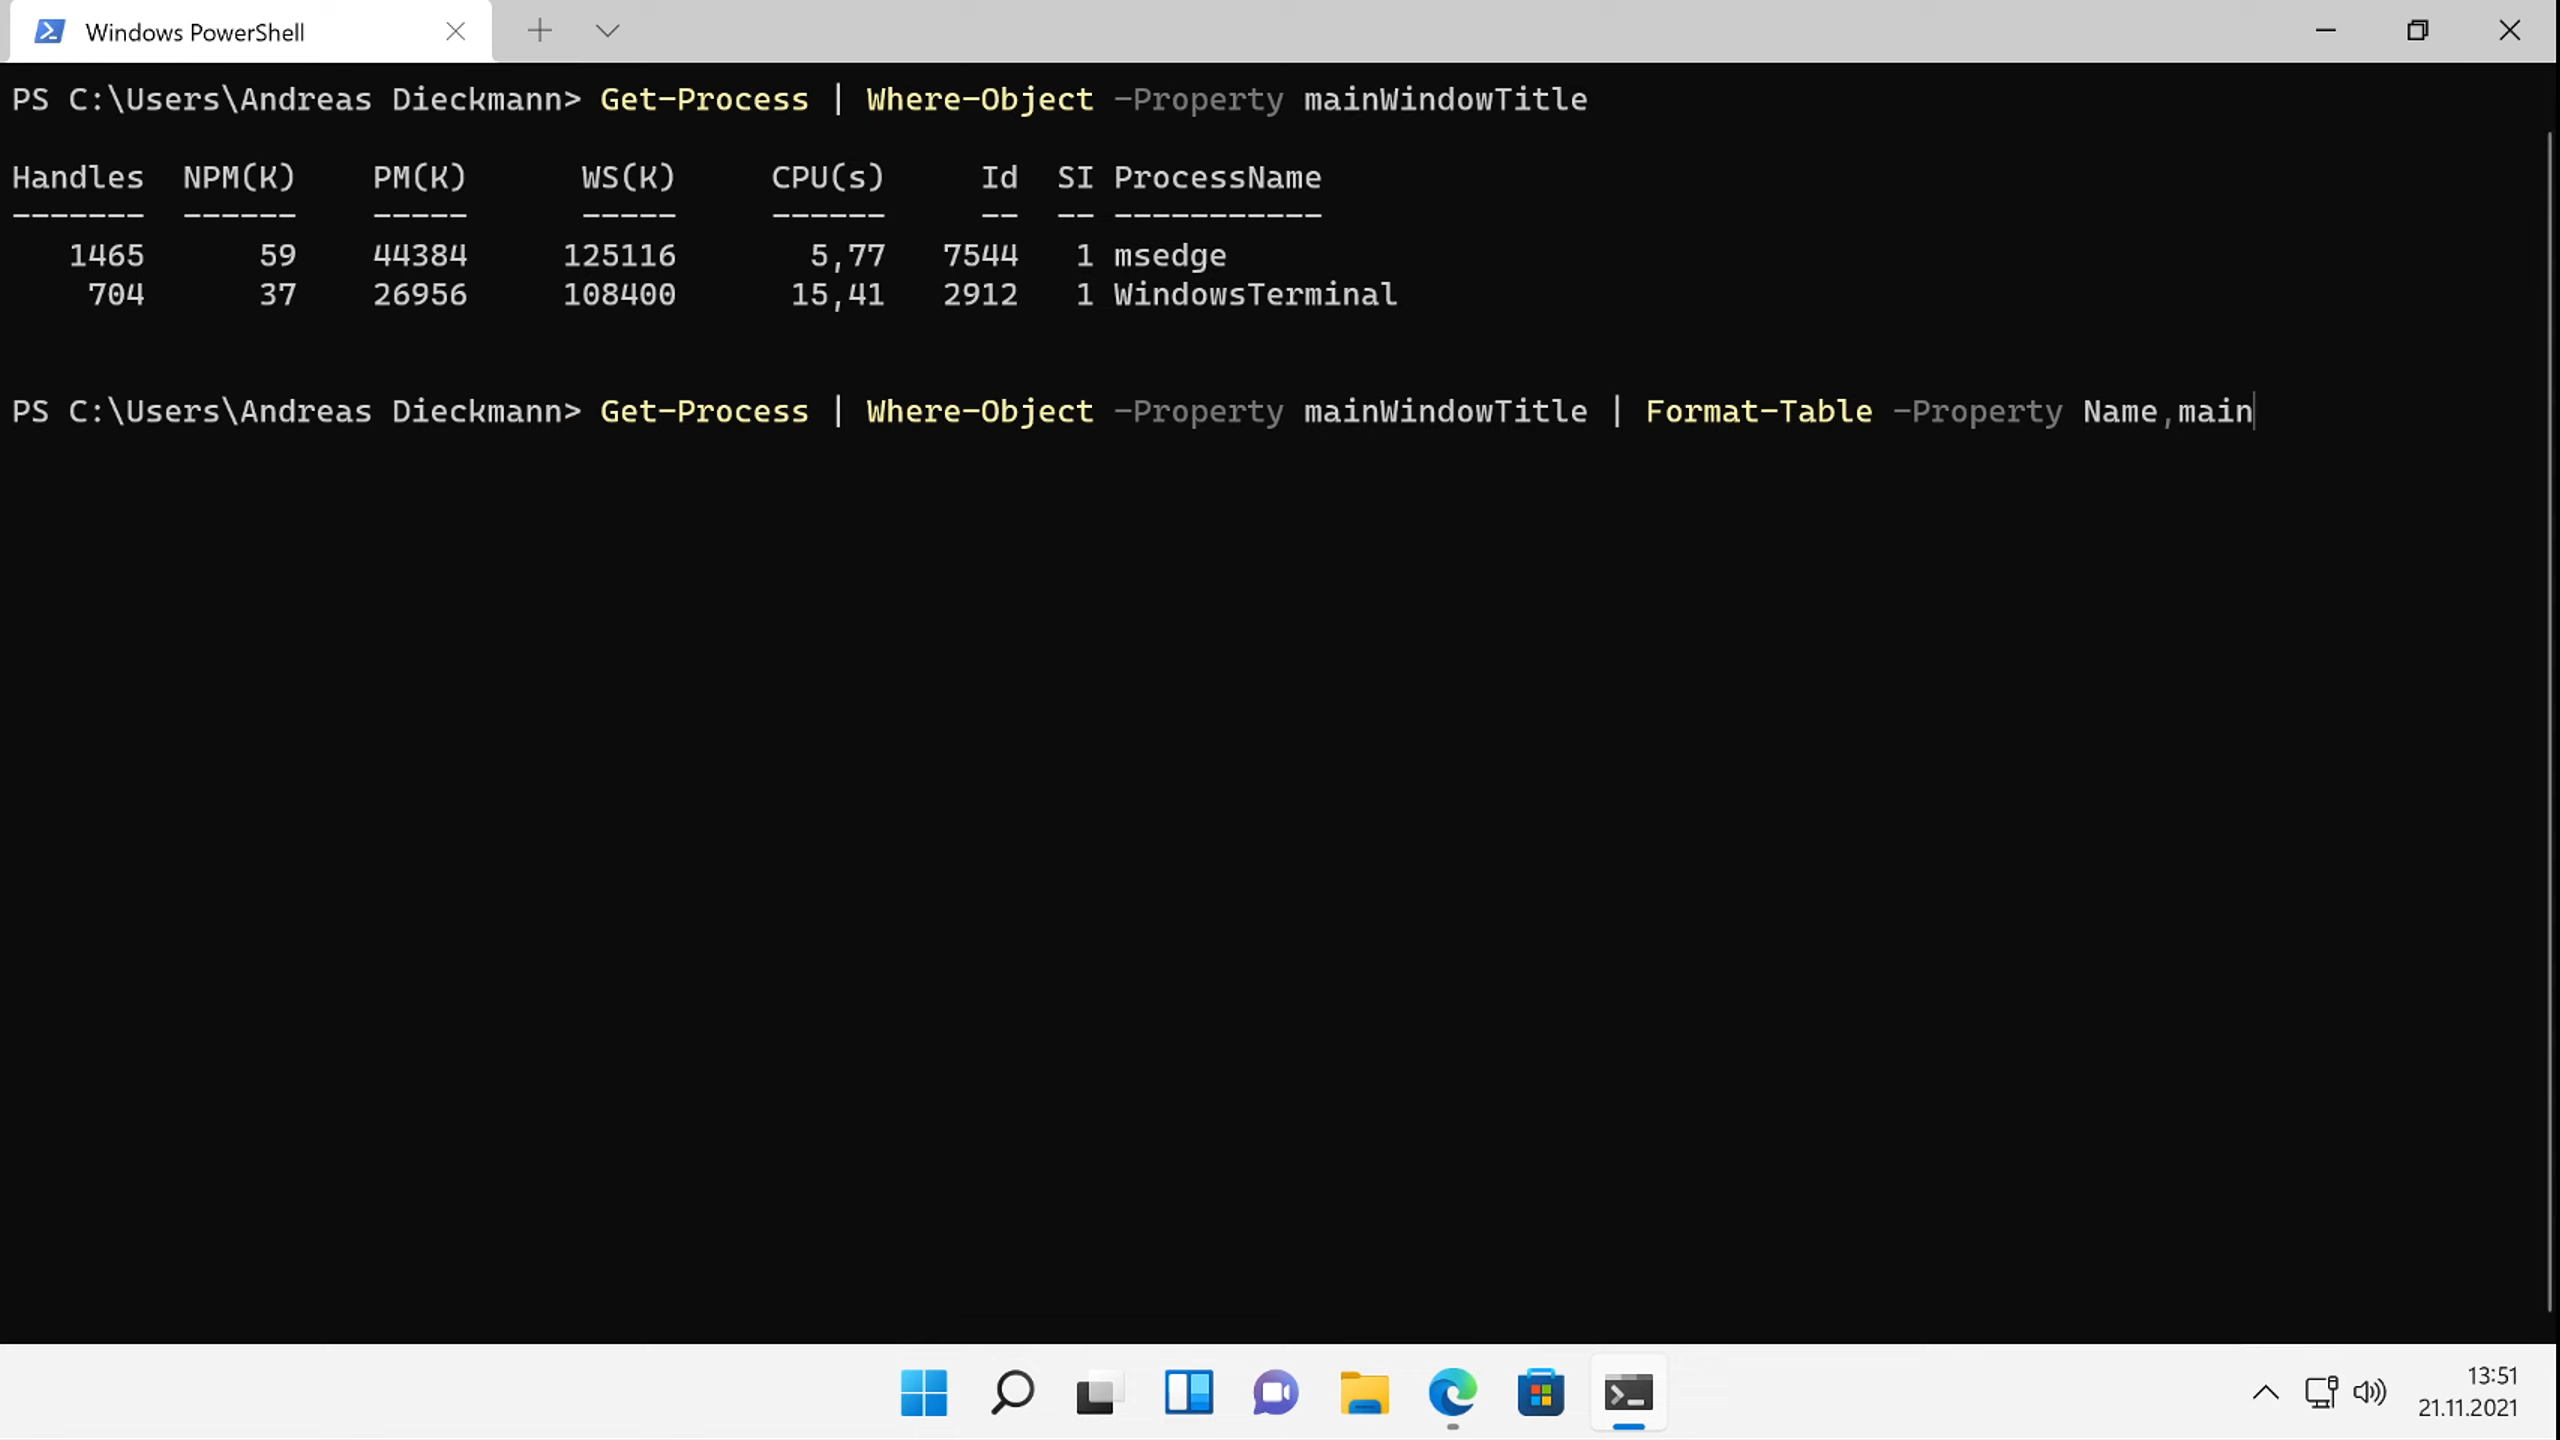 Windows PowerShell
PS C:\Users\Andreas Dieckmann> Get-Process | Where-Object -Property mainWindowTitle
Handles  NPM(K)    PM(K)      WS(K)     CPU(s)     Id  SI ProcessName
-------  ------    -----      -----     ------     --  -- -----------
   1465      59    44384     125116       5,77   7544   1 msedge
    704      37    26956     108400      15,41   2912   1 WindowsTerminal
PS C:\Users\Andreas Dieckmann> Get-Process | Where-Object -Property mainWindowTitle | Format-Table -Property Name,main
13:51
21.11.2021